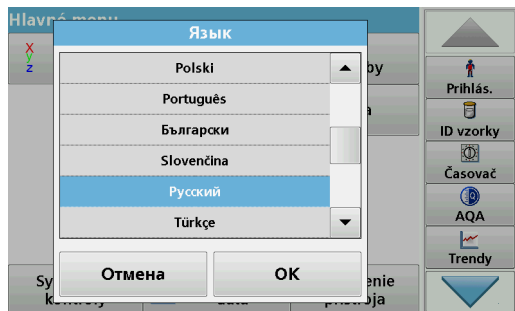 Hlavné menu
Язык
x
y
z
Polski
Português
Български
Slovenčina
Русский
Türkçe
Отмена
OK
Prihlás.
ID vzorky
Časovač
AQA
Trendy